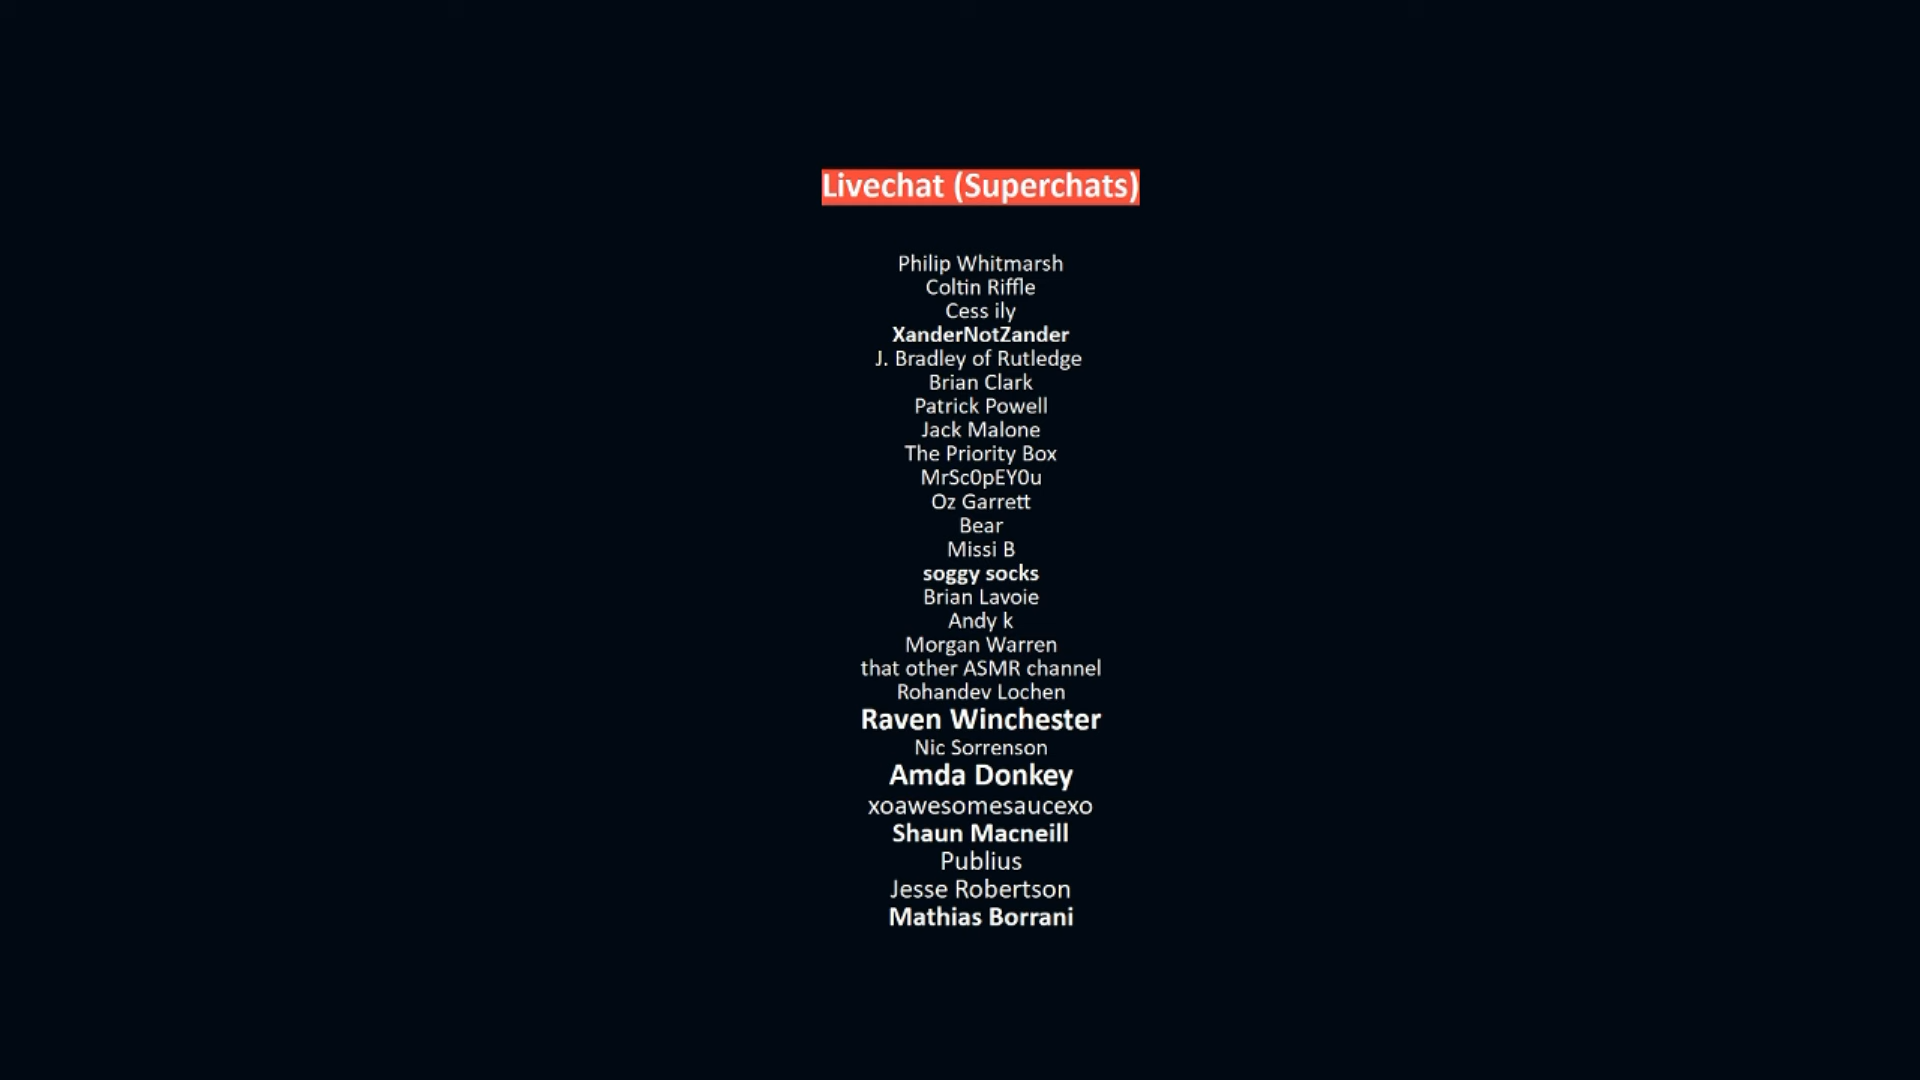 Livechat (Superchats)
Philip Whitmarsh
Coltin Riffle
Cess ily
XanderNotZander
J. Bradley of Rutledge
Brian Clark
Patrick Powell
Jack Malone
The Priority Box
MrSc0pEY0u
Oz Garrett
Bear
Missi B
soggy socks
Brian Lavoie
Andy k
Morgan Warren
that other ASMR channel
Rohandev Lochen
Raven Winchester
Nic Sorrenson
Amda Donkey
xoawesomesaucexo
Shaun Macneill
Publius
Jesse Robertson
Mathias Borrani